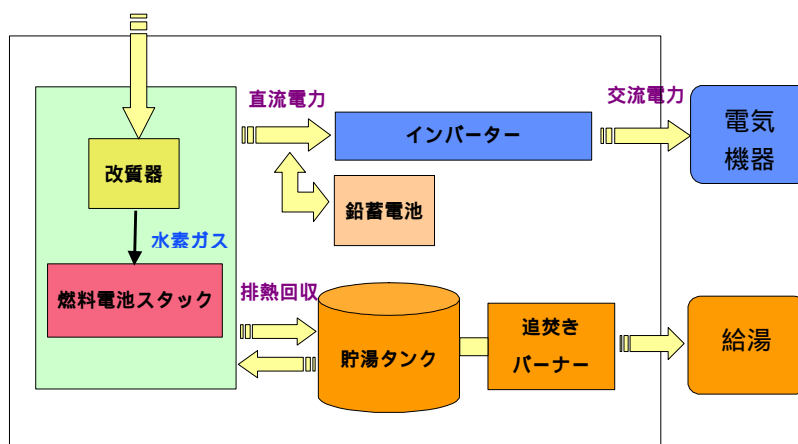 直流電力
交流電力
インバーター
電気
機器
改質器
鉛蓄電池
水素ガス
燃料電池スタック
排熱回収
貯湯タンク
追焚き
バーナー
給湯